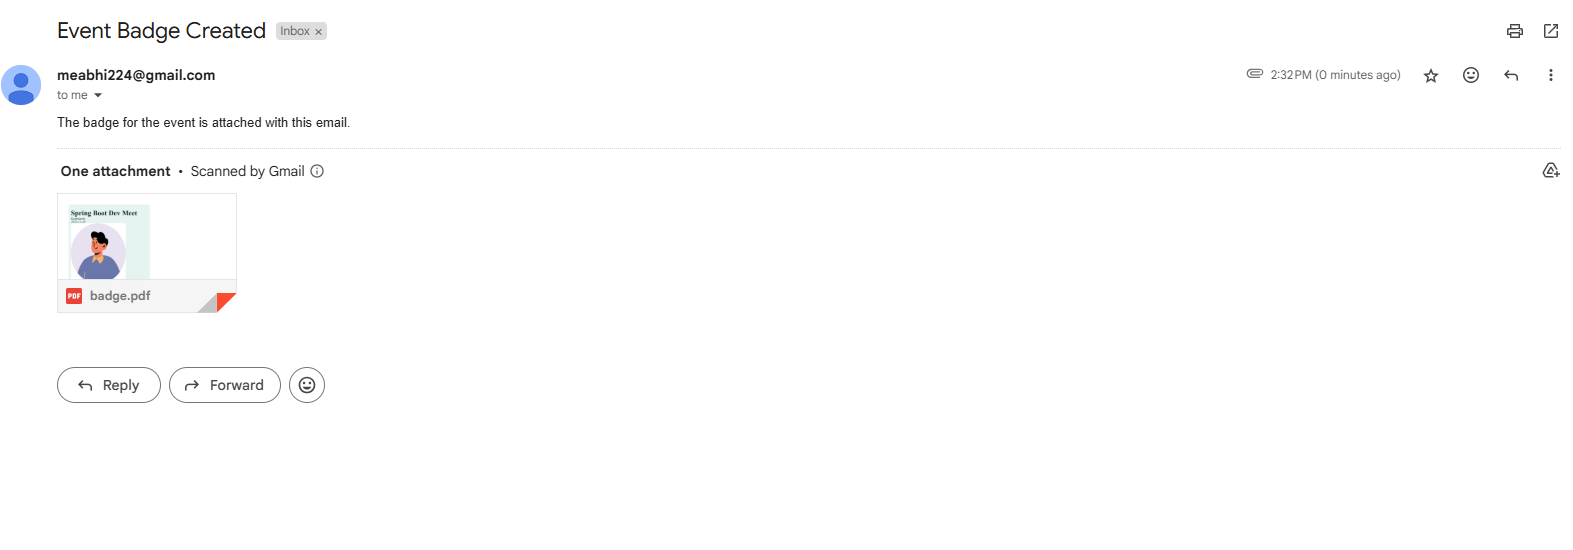 Event Badge Created Inbox ×
meabhi224@gmail.com 2:32 PM (0 minutes ago)
to me
The badge for the event is attached with this email.
One attachment • Scanned by Gmail
Spring Boot Dev Meet
PDF badge.pdf
Reply Forward